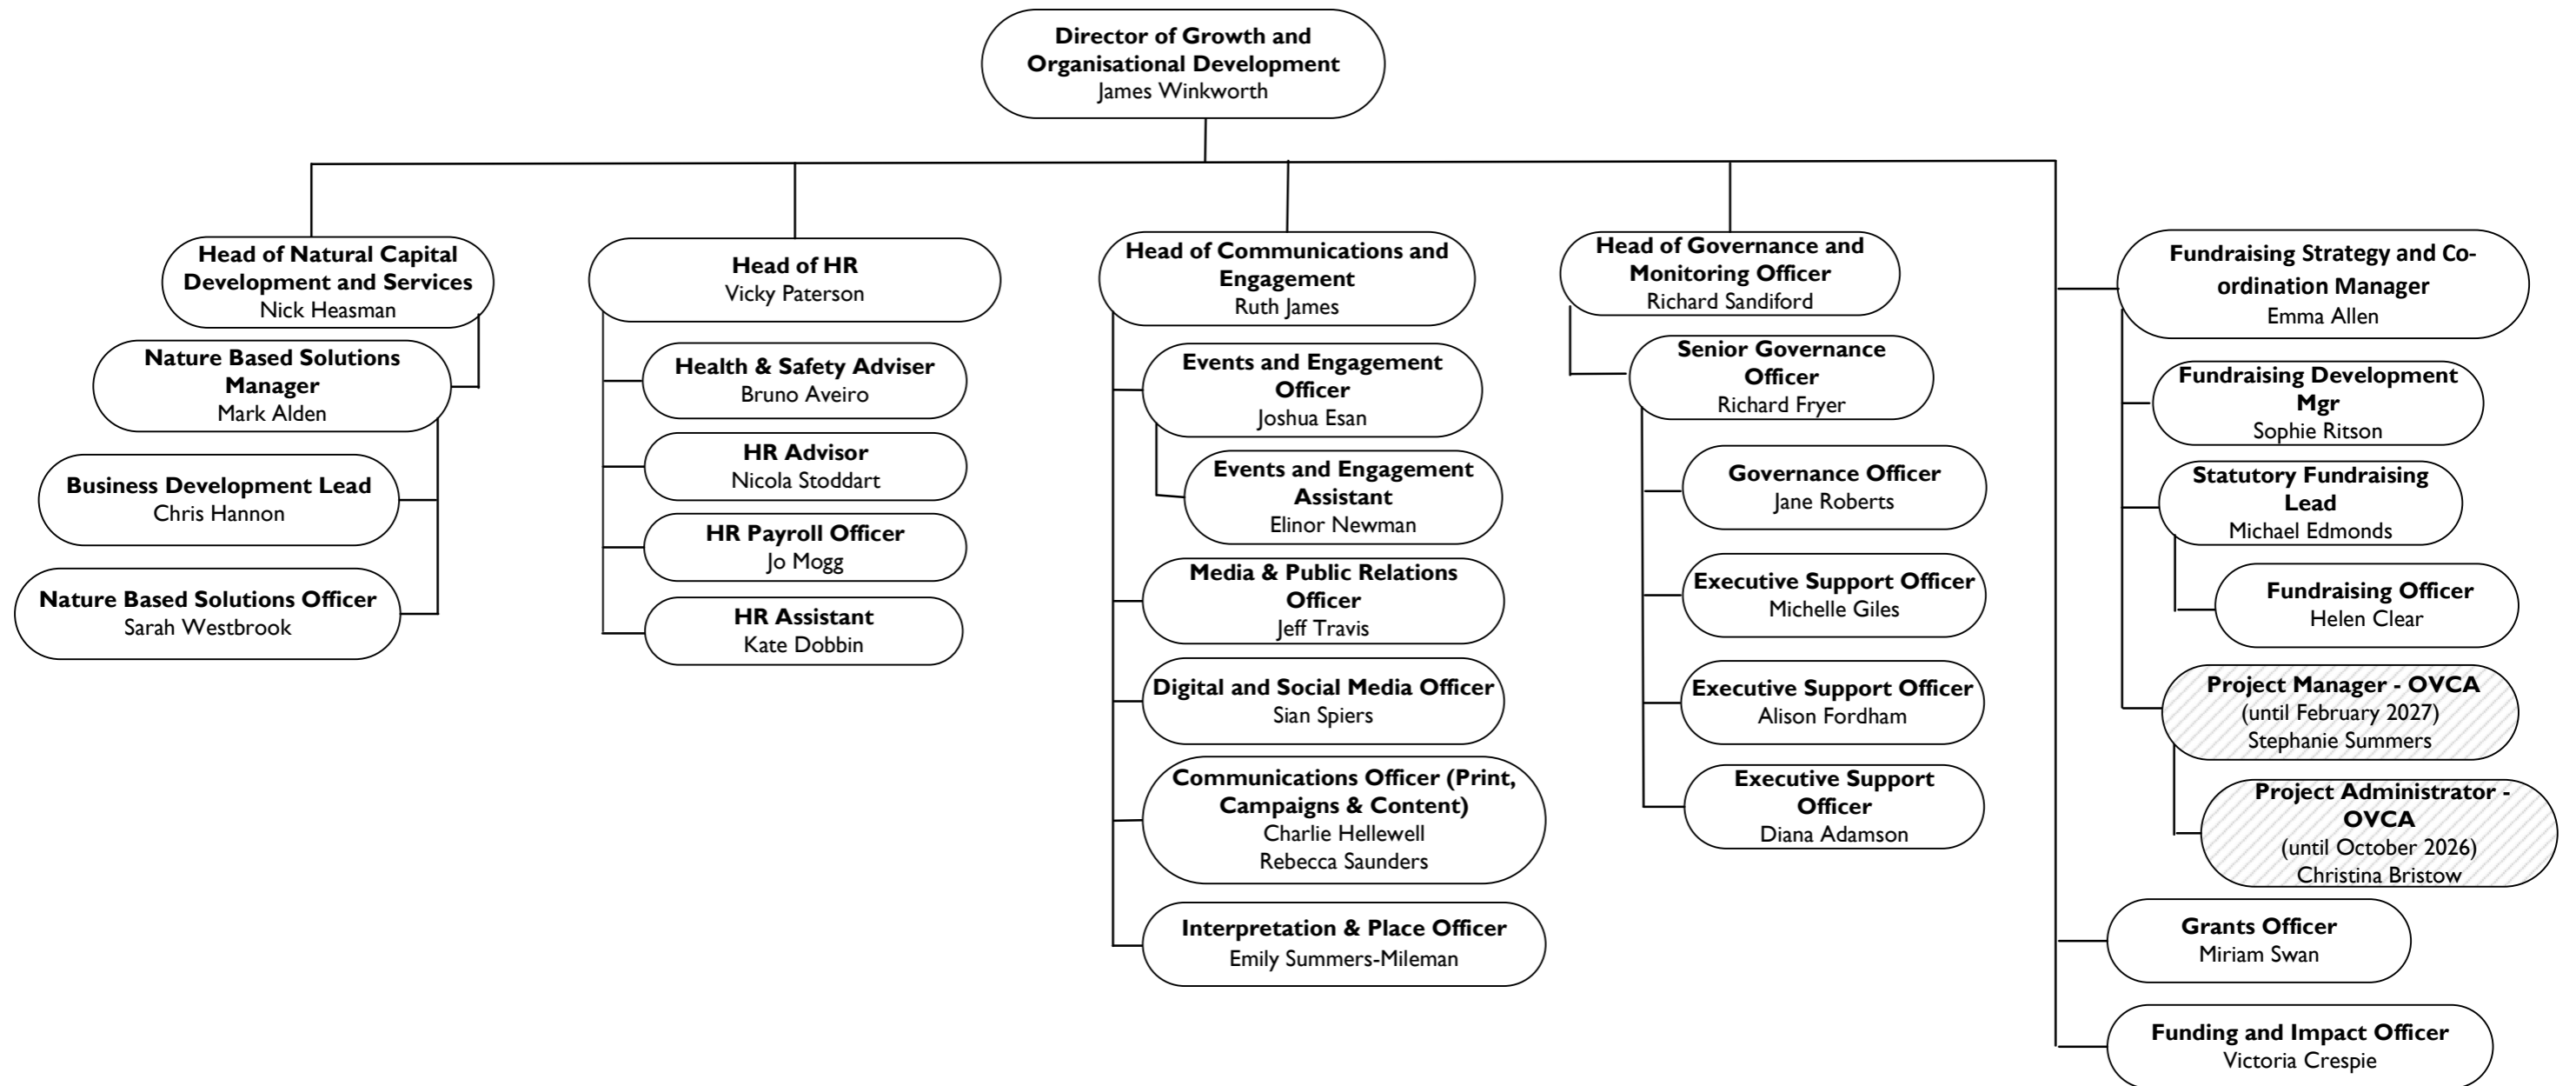 Director of Growth and
Organisational Development
James Winkworth
Head of Natural Capital
Development and Services
Nick Heasman
Nature Based Solutions
Manager
Mark Alden
Business Development Lead
Chris Hannon
Nature Based Solutions Officer
Sarah Westbrook
Head of HR
Vicky Paterson
Health & Safety Adviser
Bruno Aveiro
HR Advisor
Nicola Stoddart
HR Payroll Officer
Jo Mogg
HR Assistant
Kate Dobbin
Head of Communications and
Engagement
Ruth James
Events and Engagement
Officer
Joshua Esan
Events and Engagement
Assistant
Elinor Newman
Media & Public Relations
Officer
Jeff Travis
Digital and Social Media Officer
Sian Spiers
Communications Officer (Print,
Campaigns & Content)
Charlie Hellewell
Rebecca Saunders
Interpretation & Place Officer
Emily Summers-Mileman
Head of Governance and
Monitoring Officer
Richard Sandiford
Senior Governance
Officer
Richard Fryer
Governance Officer
Jane Roberts
Executive Support Officer
Michelle Giles
Executive Support Officer
Alison Fordham
Executive Support
Officer
Diana Adamson
Fundraising Strategy and Co-
ordination Manager
Emma Allen
Fundraising Development
Mgr
Sophie Ritson
Statutory Fundraising
Lead
Michael Edmonds
Fundraising Officer
Helen Clear
Project Manager - OVCA
(until February 2027)
Stephanie Summers
Project Administrator -
OVCA
(until October 2026)
Christina Bristow
Grants Officer
Miriam Swan
Funding and Impact Officer
Victoria Crespie